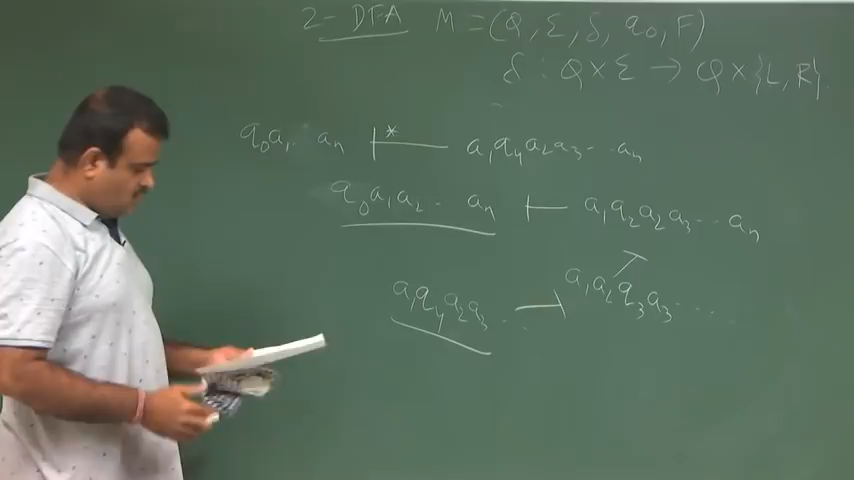 2-DFA M = (Q, Σ, δ, q₀, F)
δ : Q × Σ → Q × {L, R}
q₀a₁.. aₙ |*— a₁q₄a₂a₃...aₙ
q₀a₁a₂.. aₙ |— a₁q₂a₂a₃...aₙ
a₁q₄a₂a₃... —| a₁a₂q₃a₃....